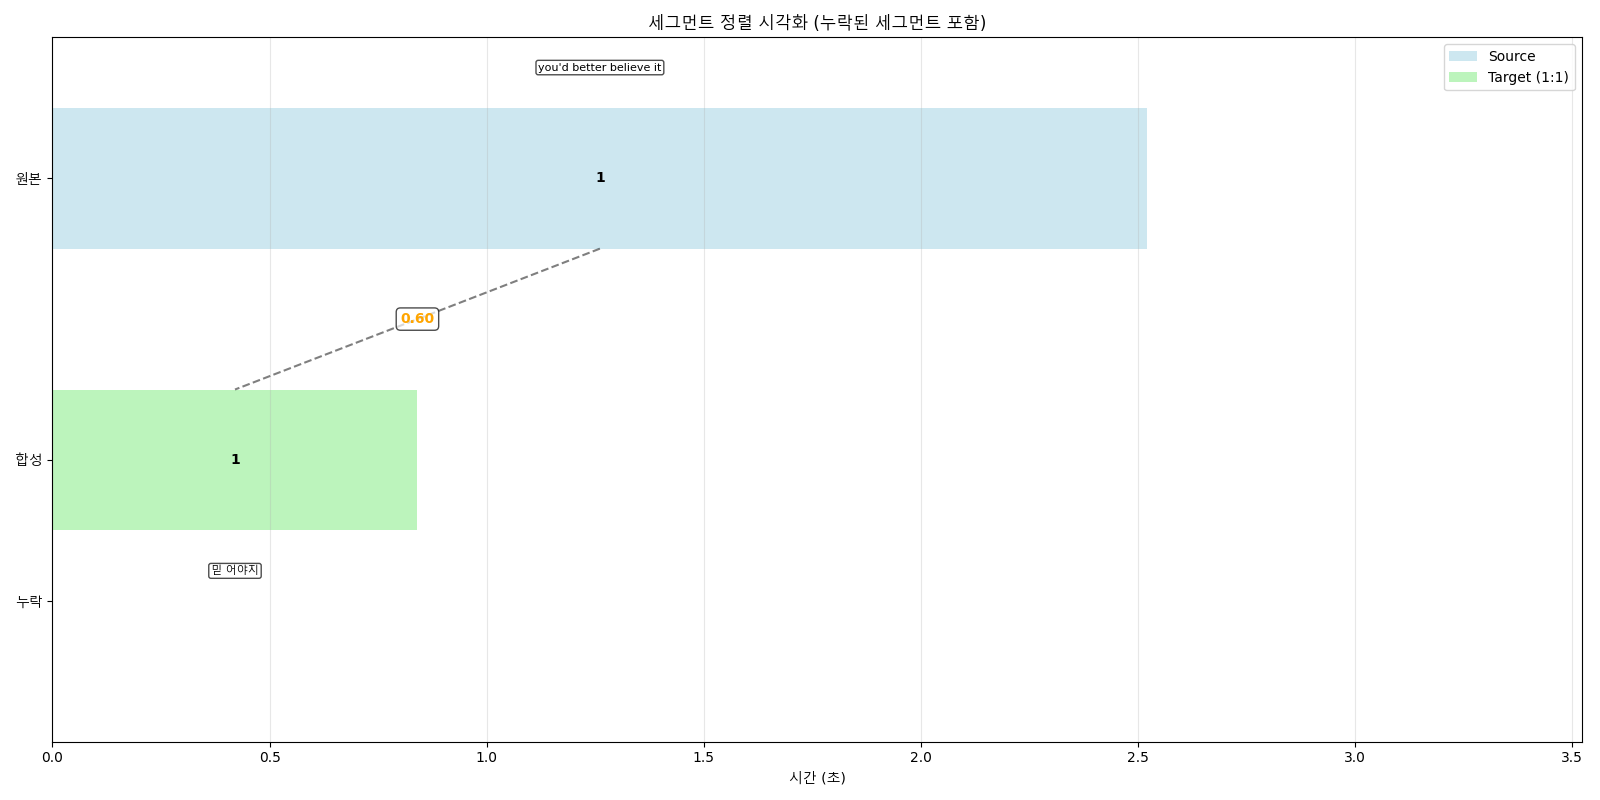 세그먼트 정렬 시각화 (누락된 세그먼트 포함)
Source
Target (1:1)
you'd better believe it
원본
1
0.60
합성
1
믿 어야지
누락
0.0 0.5 1.0 1.5 2.0 2.5 3.0 3.5
시간 (초)